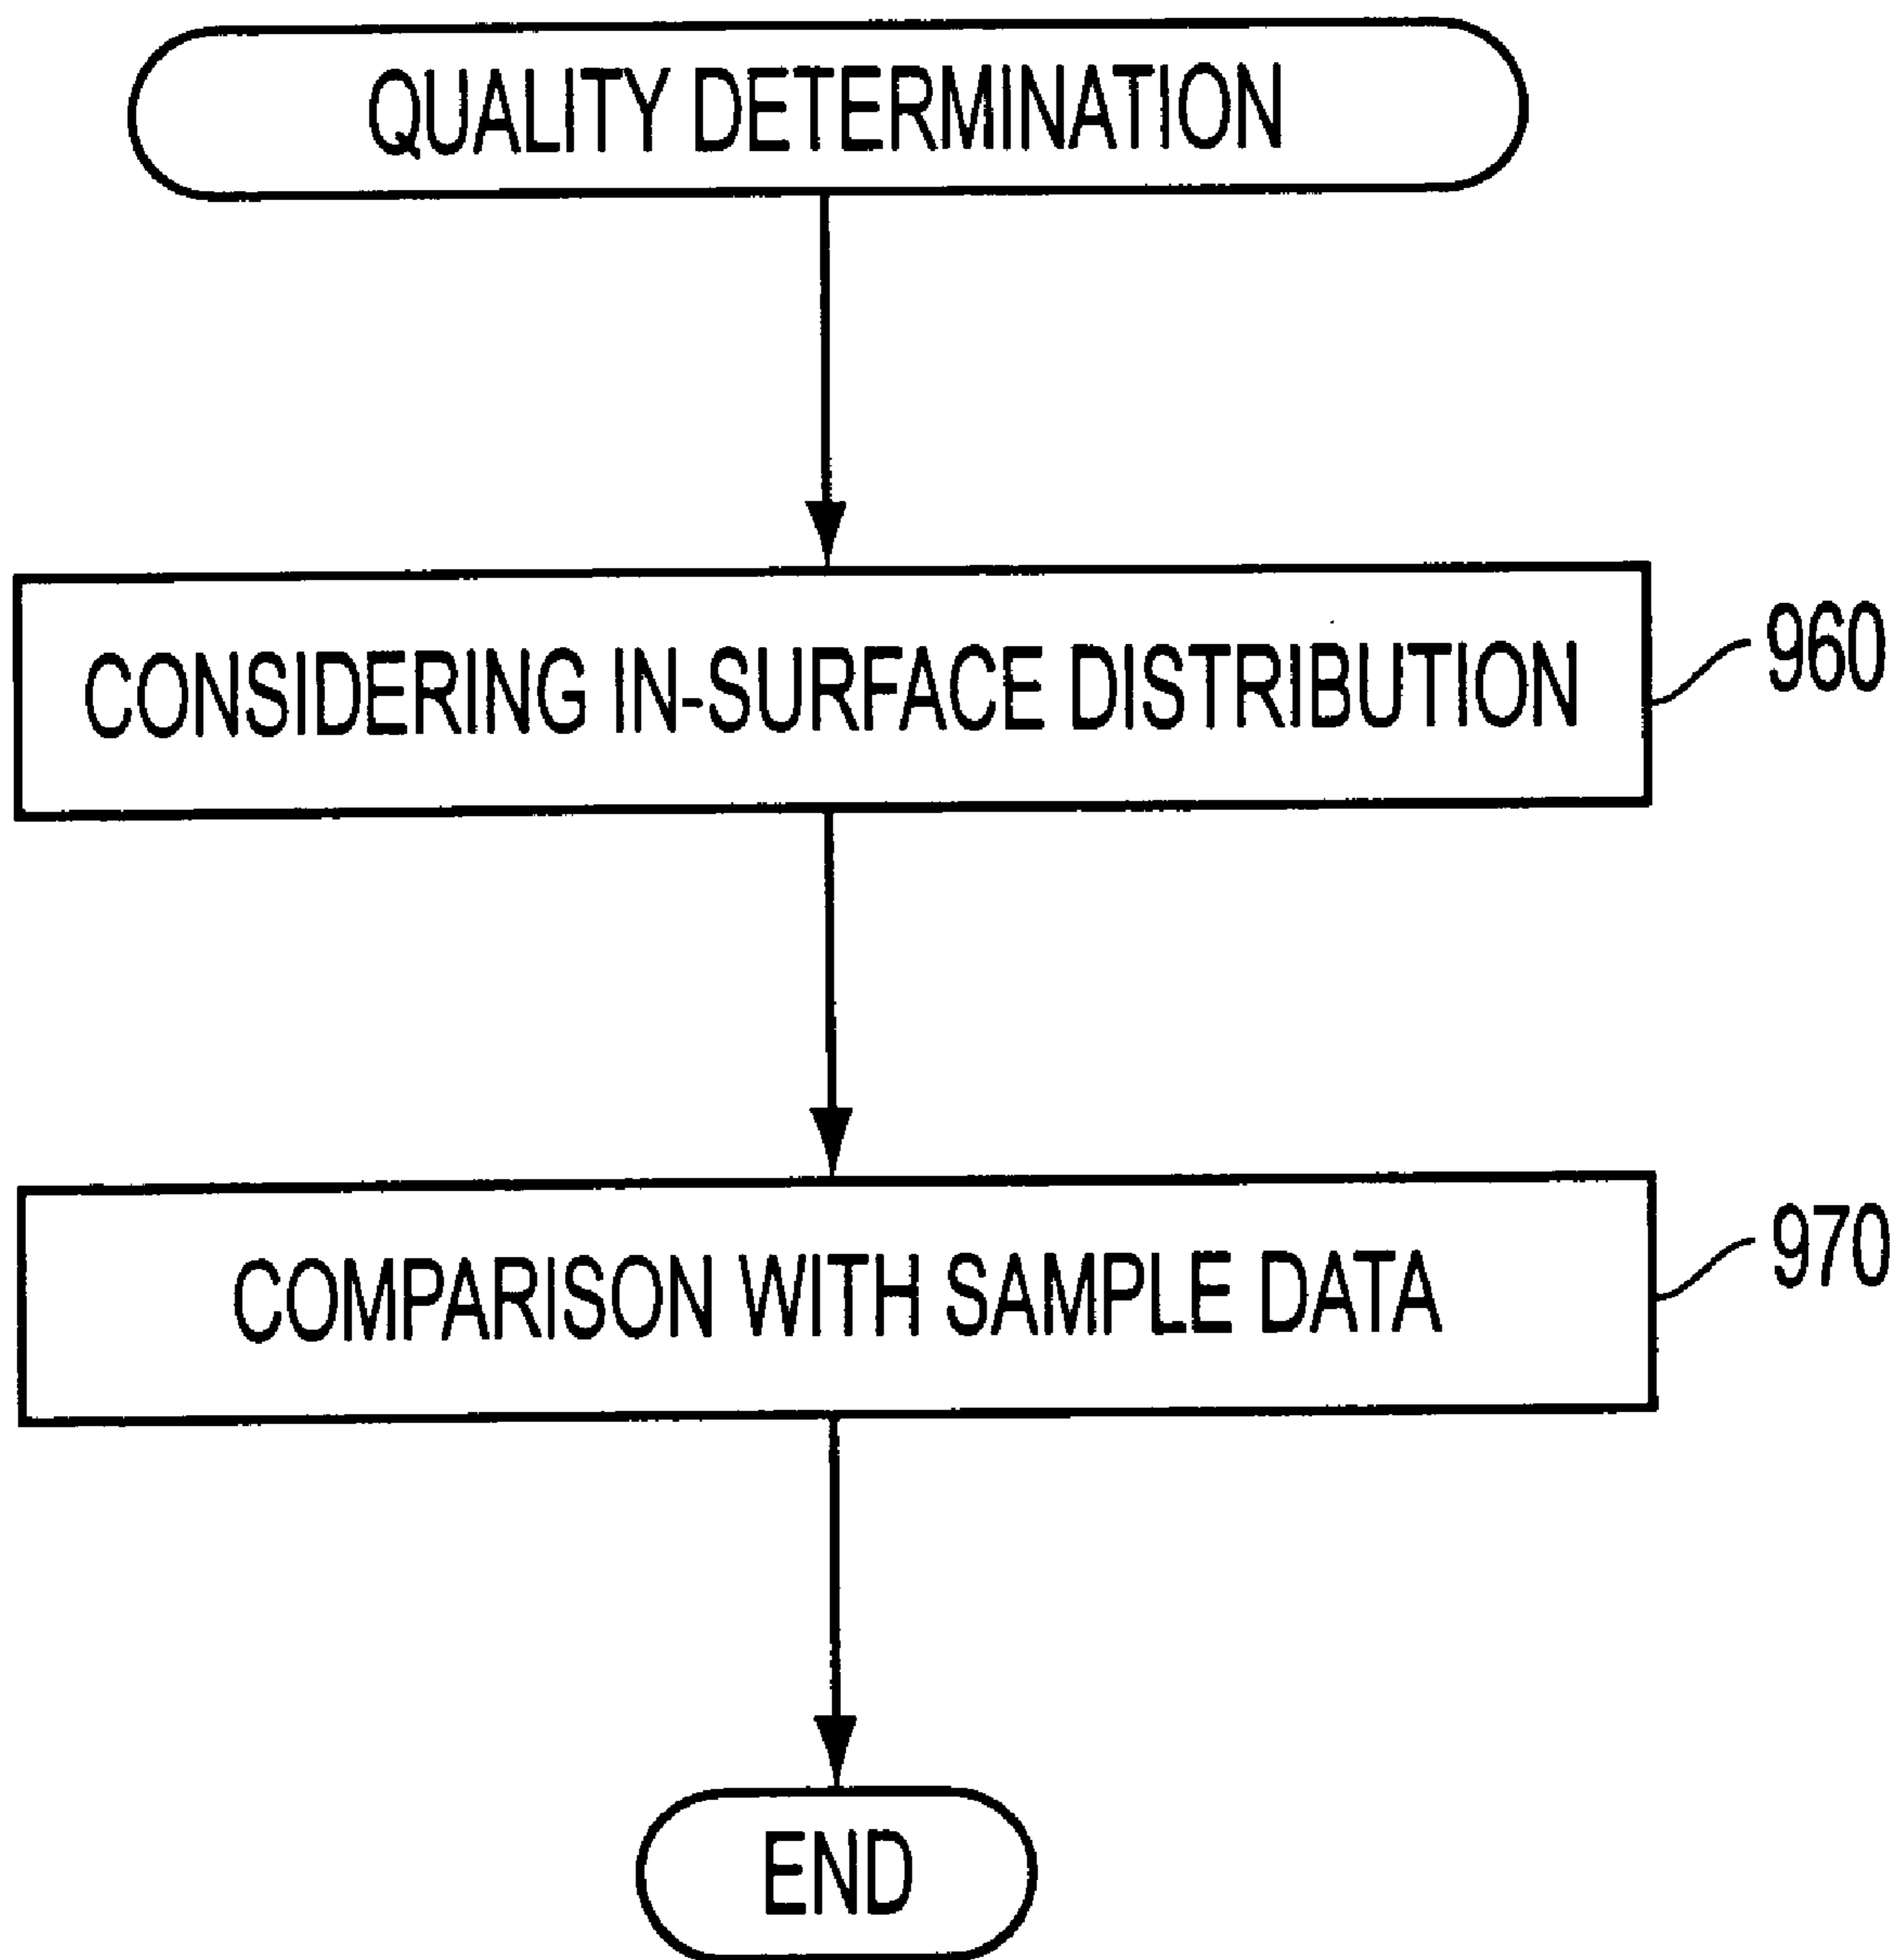 QUALITY DETERMINATION
CONSIDERING IN-SURFACE DISTRIBUTION
960
COMPARISON WITH SAMPLE DATA
970
END